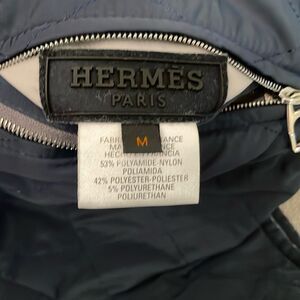 HERMÈS
PARIS
M
53% POLYAMIDE-NYLON
POLIAMIDA
42% POLYESTER-POLIESTER
5% POLYURETHANE
POLIURETAN